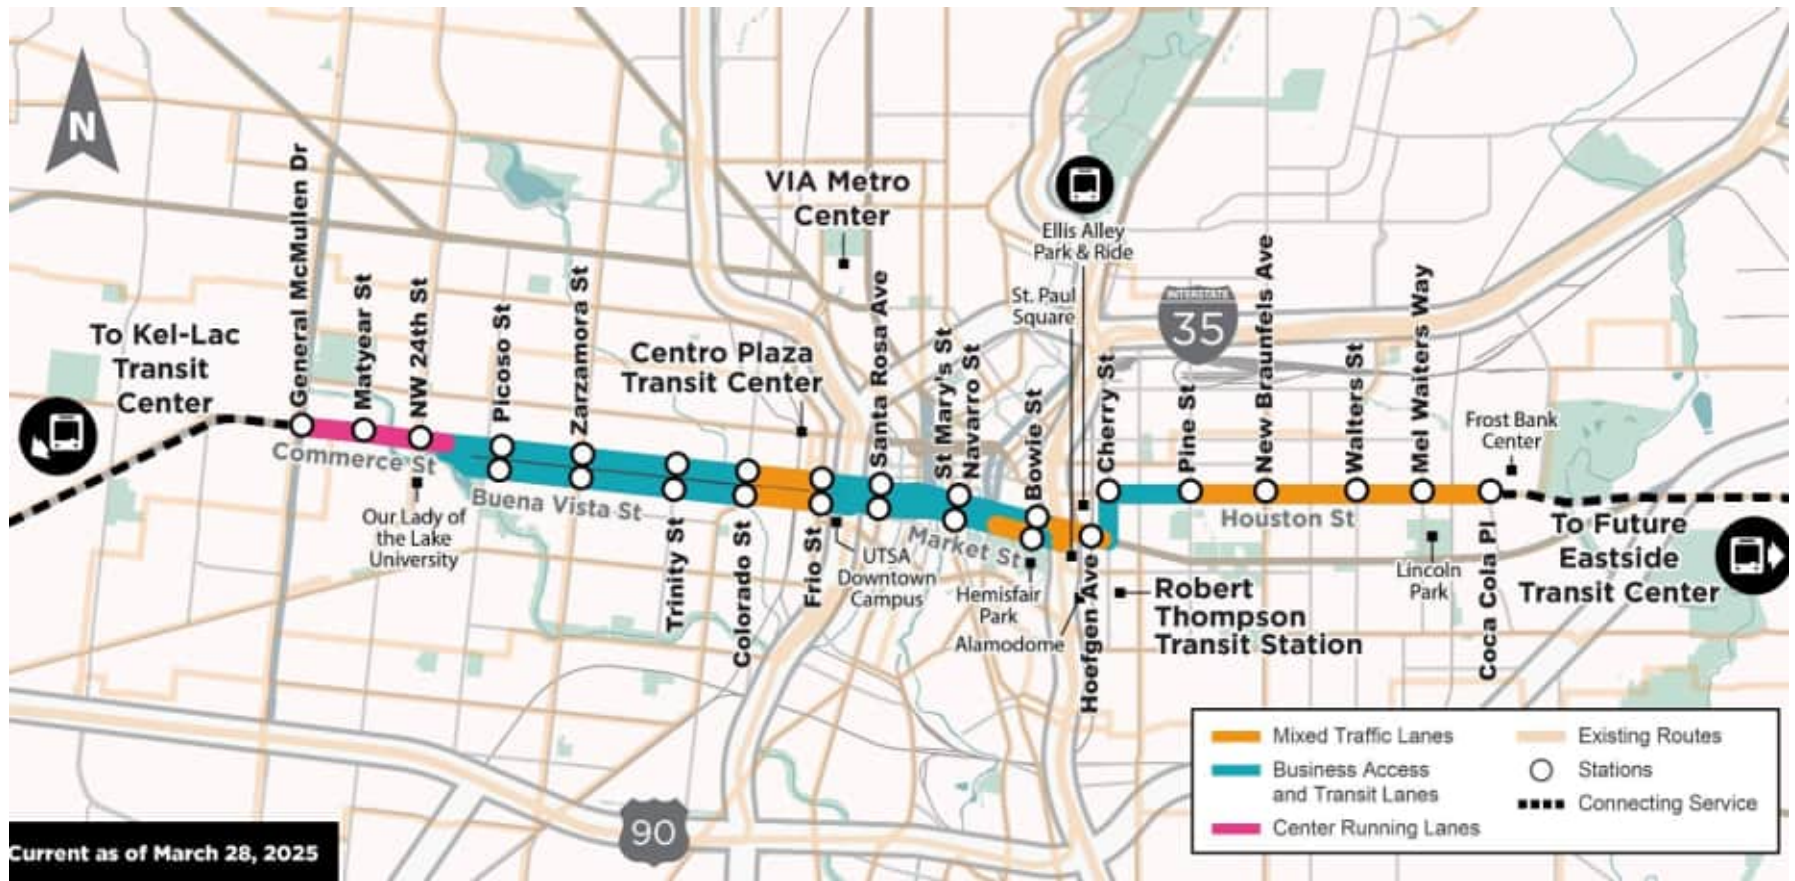 N
General McMullen Dr
Matyear St
NW 24th St
Picoso St
Zarzamora St
VIA Metro
Center
Ellis Alley
Park & Ride
St. Paul
Square
INTERSTATE
35
To Kel-Lac
Transit
Center
Centro Plaza
Transit Center
Santa Rosa Ave
St Mary's St
Navarro St
Bowie St
Cherry St
Pine St
New Braunfels Ave
Walters St
Mel Waters Way
Frost Bank
Center
Commerce St
Buena Vista St
Market St
Houston St
Our Lady of
the Lake
University
Trinity St
Colorado St
Frio St
UTSA
Downtown
Campus
Hemisfair
Park
Alamodome
Hoefgen Ave
Robert
Thompson
Transit Station
Lincoln
Park
Coca Cola Pl
To Future
Eastside
Transit Center
90
Mixed Traffic Lanes
Business Access
and Transit Lanes
Center Running Lanes
Existing Routes
Stations
Connecting Service
Current as of March 28, 2025